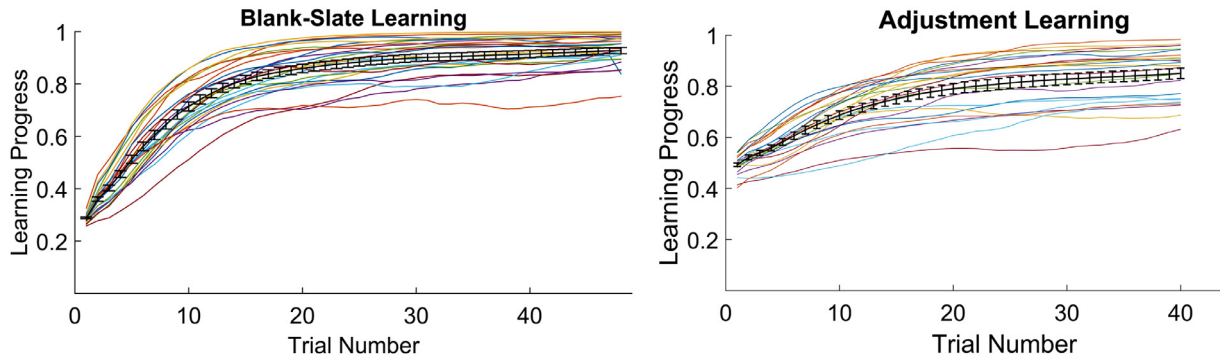 Blank-Slate Learning
Learning Progress
1
0.8
0.6
0.4
0.2
0 10 20 30 40
Trial Number
Adjustment Learning
Learning Progress
1
0.8
0.6
0.4
0.2
0 10 20 30 40
Trial Number